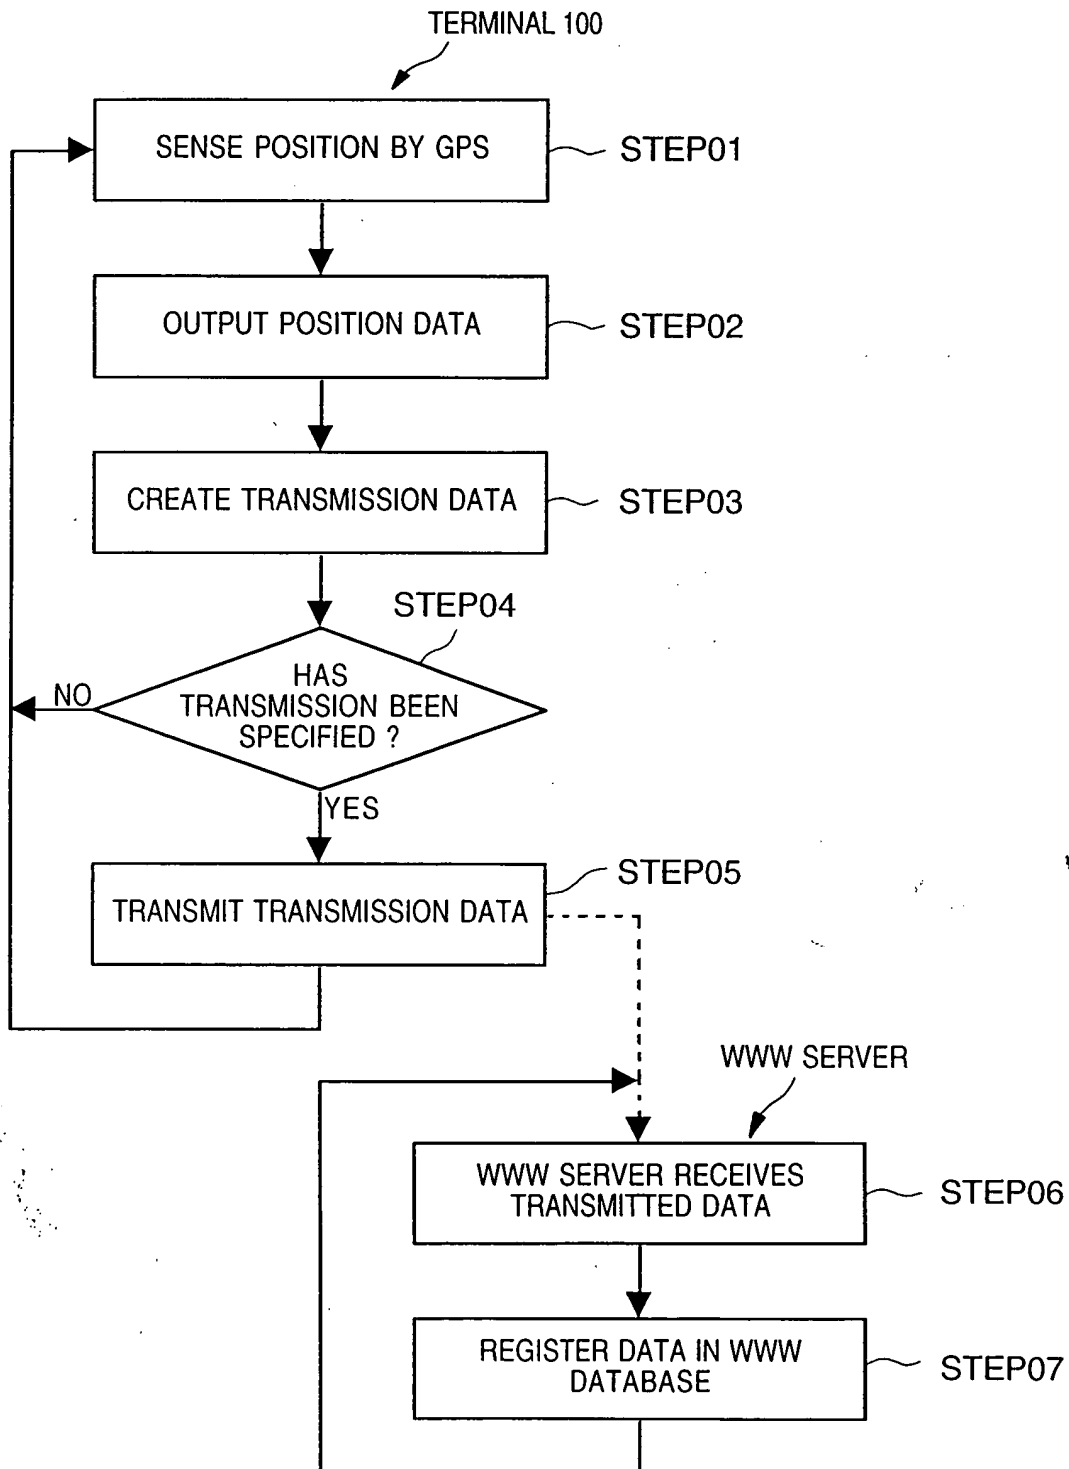 TERMINAL 100
SENSE POSITION BY GPS
STEP01
OUTPUT POSITION DATA
STEP02
CREATE TRANSMISSION DATA
STEP03
STEP04
HAS
TRANSMISSION BEEN
SPECIFIED ?
NO
YES
STEP05
TRANSMIT TRANSMISSION DATA
WWW SERVER
WWW SERVER RECEIVES
TRANSMITTED DATA
STEP06
REGISTER DATA IN WWW
DATABASE
STEP07